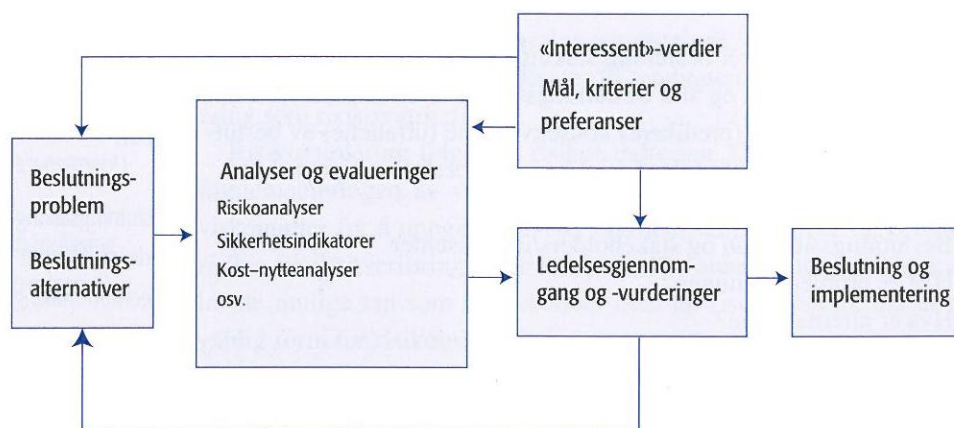 «Interessent»-verdier
Mål, kriterier og
preferanser
Beslutnings-
problem
Beslutnings-
alternativer
Analyser og evalueringer
Risikoanalyser
Sikkerhetsindikatorer
Kost–nytteanalyser
osv.
Ledelsesgjennom-
gang og -vurderinger
Beslutning og
implementering